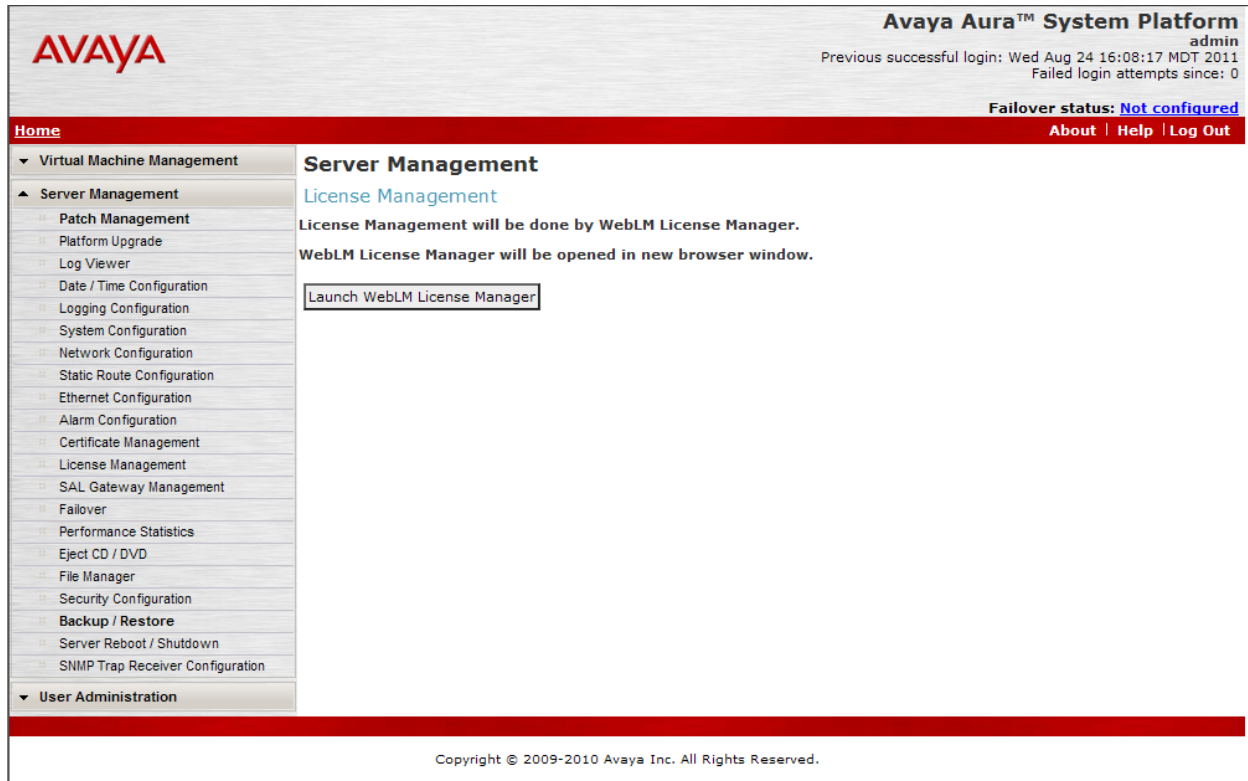 AVAYA
Avaya Aura™ System Platform
admin
Previous successful login: Wed Aug 24 16:08:17 MDT 2011
Failed login attempts since: 0
Failover status: Not configured
Home
About | Help | Log Out
Virtual Machine Management
Server Management
Patch Management
Platform Upgrade
Log Viewer
Date / Time Configuration
Logging Configuration
System Configuration
Network Configuration
Static Route Configuration
Ethernet Configuration
Alarm Configuration
Certificate Management
License Management
SAL Gateway Management
Failover
Performance Statistics
Eject CD / DVD
File Manager
Security Configuration
Backup / Restore
Server Reboot / Shutdown
SNMP Trap Receiver Configuration
User Administration
Server Management
License Management
License Management will be done by WebLM License Manager.
WebLM License Manager will be opened in new browser window.
Launch WebLM License Manager
Copyright © 2009-2010 Avaya Inc. All Rights Reserved.